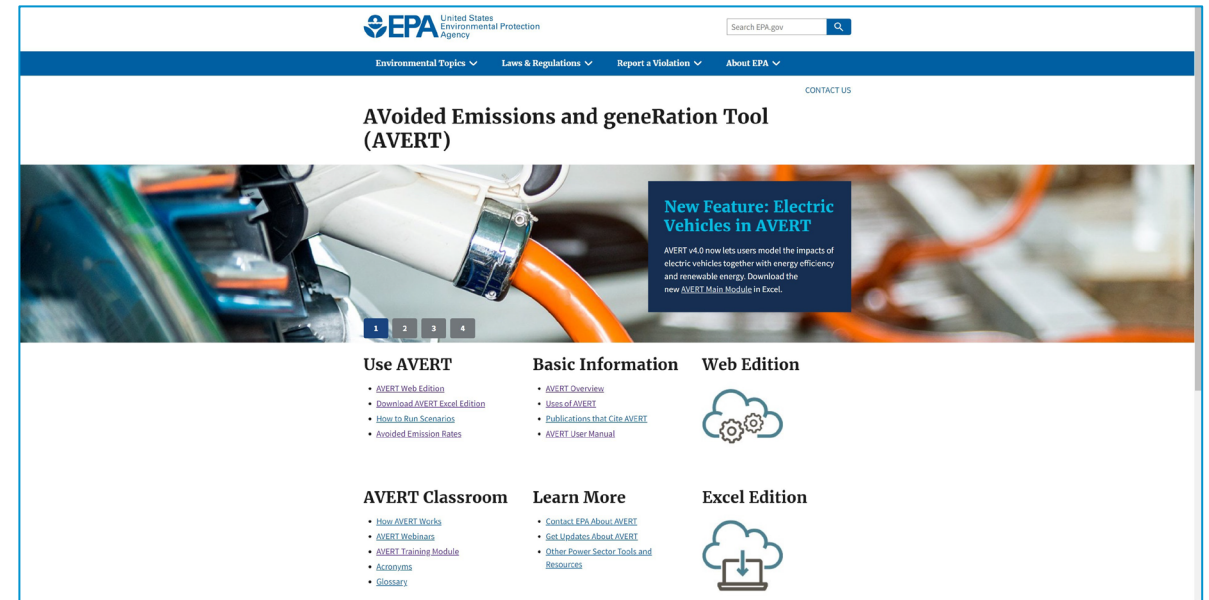 EPA
United States
Environmental Protection
Agency
Search EPA.gov
Environmental Topics
Laws & Regulations
Report a Violation
About EPA
CONTACT US
AVoided Emissions and geneRation Tool
(AVERT)
New Feature: Electric
Vehicles in AVERT
AVERT v4.0 now lets users model the impacts of
electric vehicles together with energy efficiency
and renewable energy. Download the
new AVERT Main Module in Excel.
1 2 3 4
Use AVERT
• AVERT Web Edition
• Download AVERT Excel Edition
• How to Run Scenarios
• Avoided Emission Rates
Basic Information
• AVERT Overview
• Uses of AVERT
• Publications that Cite AVERT
• AVERT User Manual
Web Edition
AVERT Classroom
• How AVERT Works
• AVERT Webinars
• AVERT Training Module
• Acronyms
• Glossary
Learn More
• Contact EPA About AVERT
• Get Updates About AVERT
• Other Power Sector Tools and
Resources
Excel Edition